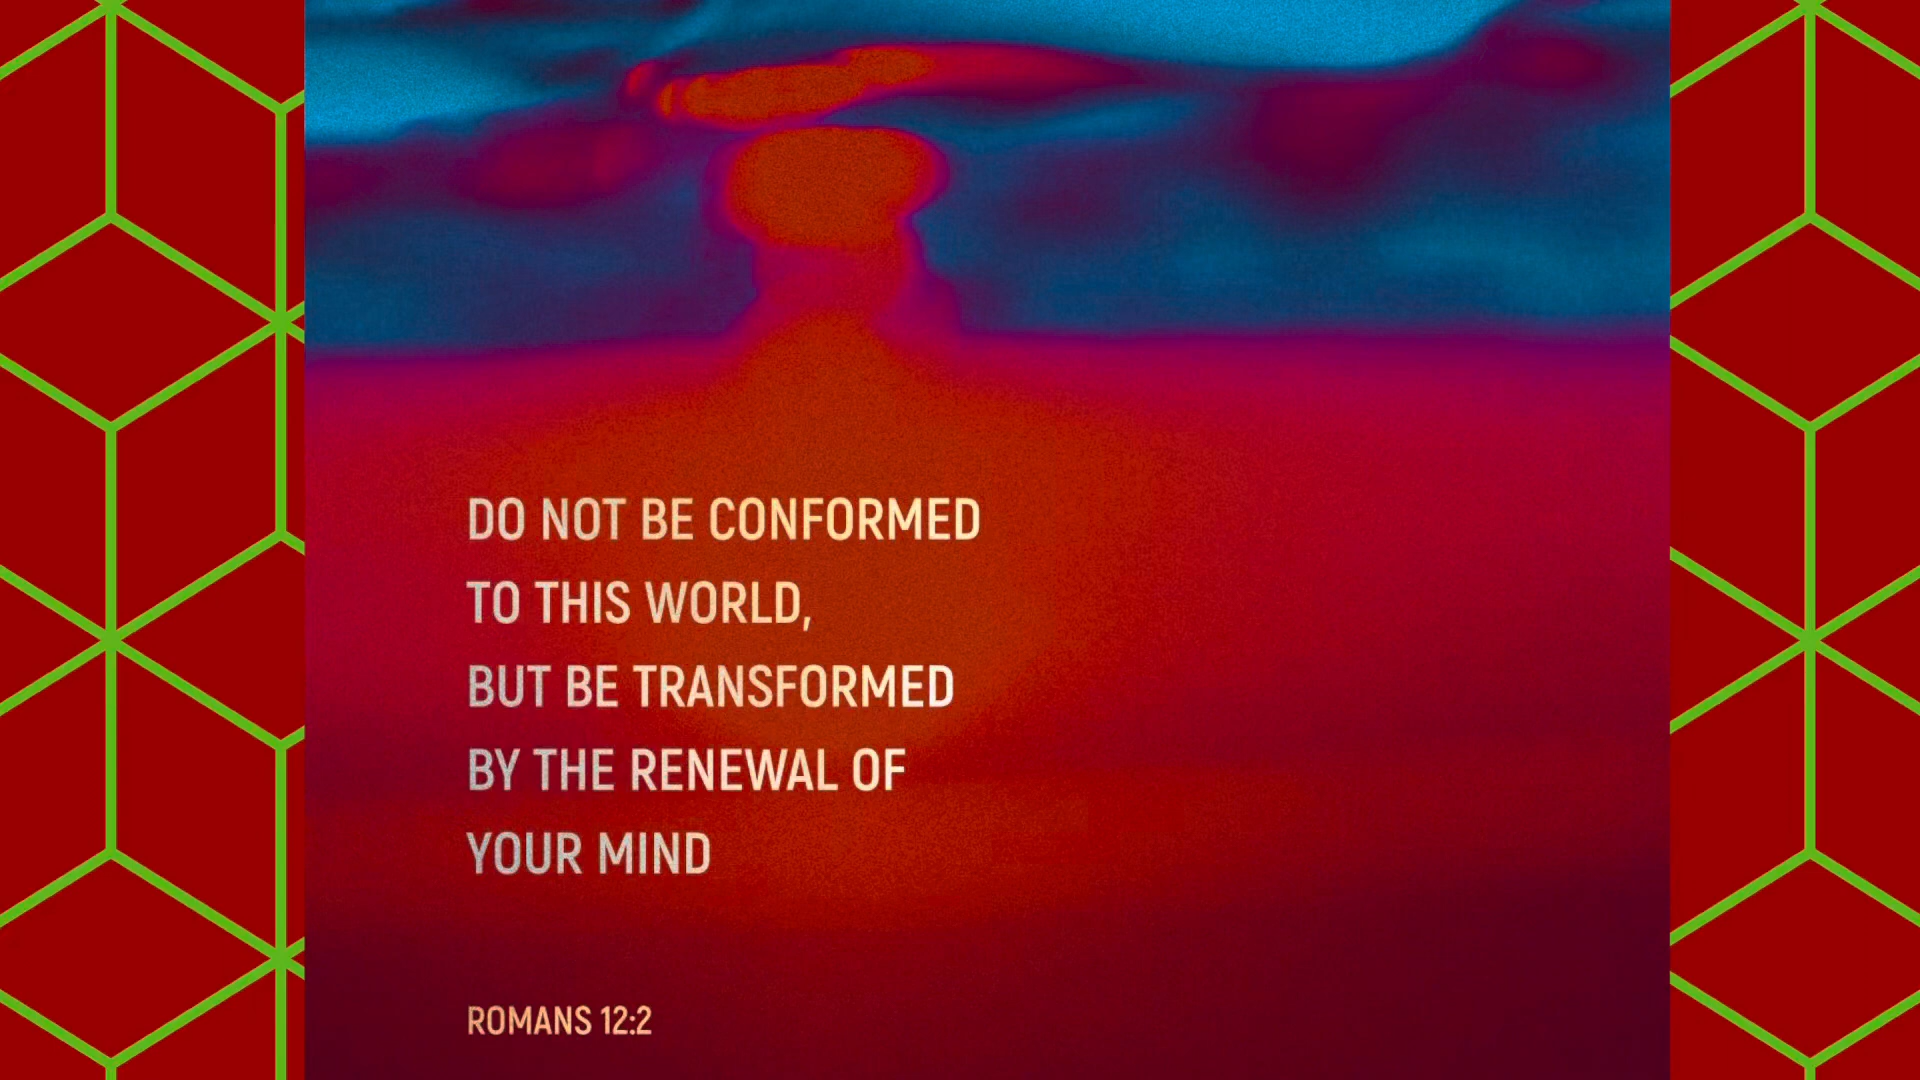 DO NOT BE CONFORMED
TO THIS WORLD,
BUT BE TRANSFORMED
BY THE RENEWAL OF
YOUR MIND
ROMANS 12:2